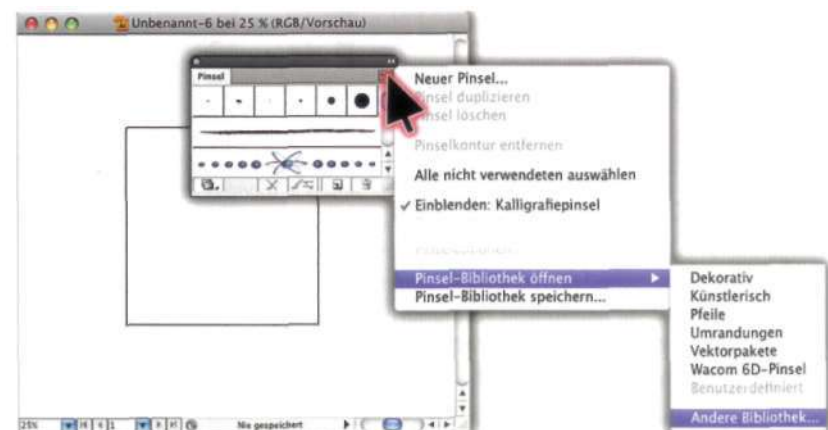 Unbenannt-6 bei 25 % (RGB/Vorschau)
Pinsel
Neuer Pinsel...
Pinsel duplizieren
Pinsel löschen
Pinselkontur entfernen
Alle nicht verwendeten auswählen
✓ Einblenden: Kalligrafiepinsel
Pinsel-Bibliothek öffnen
Pinsel-Bibliothek speichern...
Dekorativ
Künstlerisch
Pfeile
Umrandungen
Vektorpakete
Wacom 6D-Pinsel
Benutzerdefiniert
Andere Bibliothek...
25% 1 Nie gespeichert